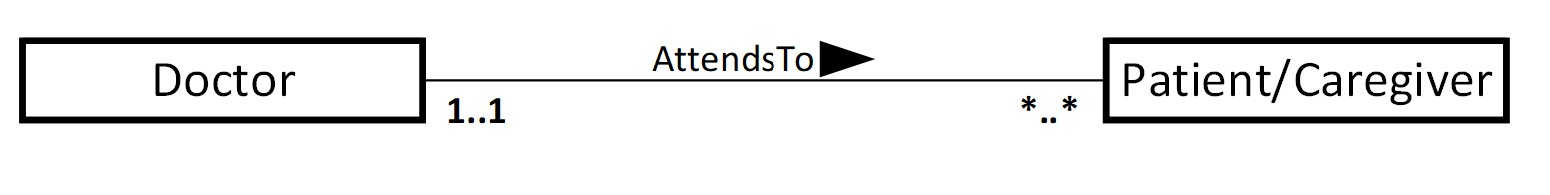 AttendsTo
Doctor
Patient/Caregiver
1..1
*..*